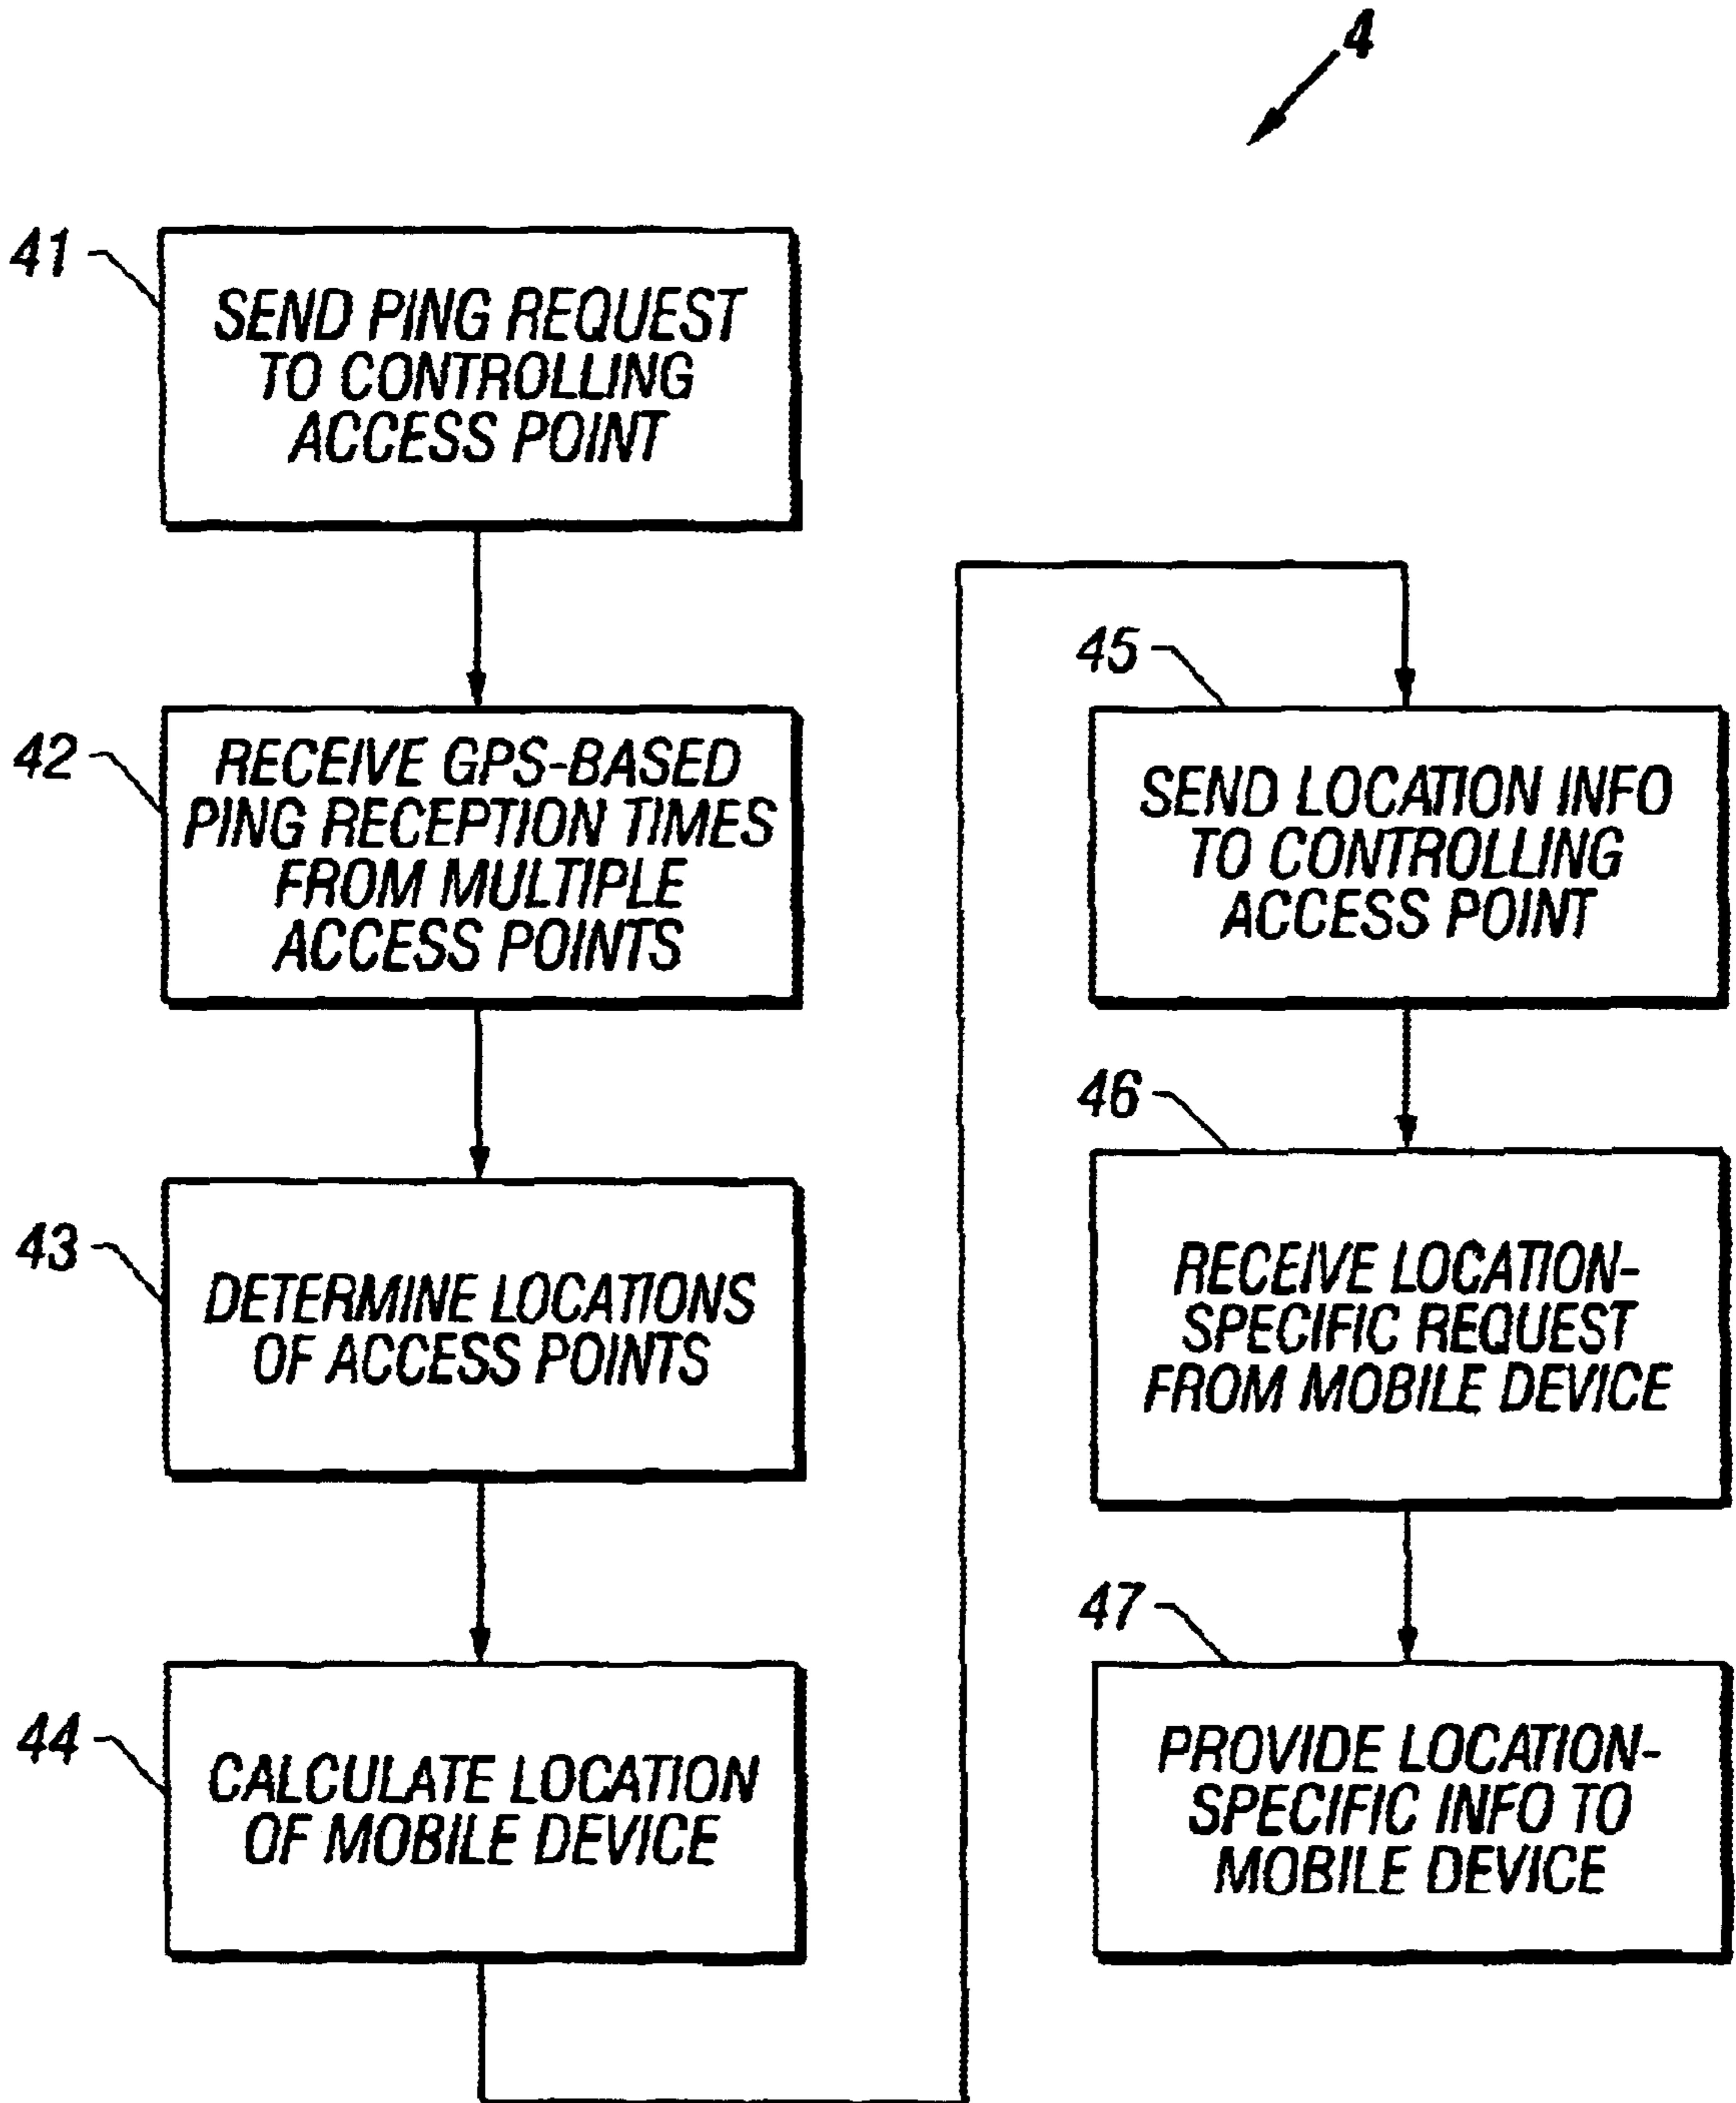 4
41
SEND PING REQUEST
TO CONTROLLING
ACCESS POINT
42
RECEIVE GPS-BASED
PING RECEPTION TIMES
FROM MULTIPLE
ACCESS POINTS
43
DETERMINE LOCATIONS
OF ACCESS POINTS
44
CALCULATE LOCATION
OF MOBILE DEVICE
45
SEND LOCATION INFO
TO CONTROLLING
ACCESS POINT
46
RECEIVE LOCATION-
SPECIFIC REQUEST
FROM MOBILE DEVICE
47
PROVIDE LOCATION-
SPECIFIC INFO TO
MOBILE DEVICE